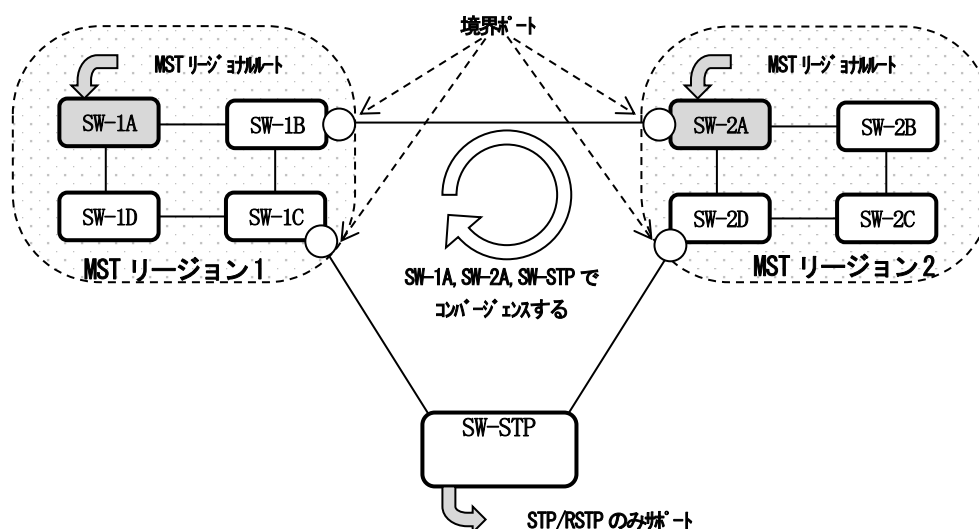 境界ﾎﾟｰﾄ
MST ﾘｰｼﾞｮﾅﾙﾙｰﾄ
MST ﾘｰｼﾞｮﾅﾙﾙｰﾄ
SW-1A
SW-1B
SW-2A
SW-2B
SW-1D
SW-1C
SW-2D
SW-2C
MST リージョン 1
MST リージョン 2
SW-1A, SW-2A, SW-STP で
ｺﾝﾊﾞｰｼﾞｪﾝｽする
SW-STP
STP/RSTP のみｻﾎﾟｰﾄ